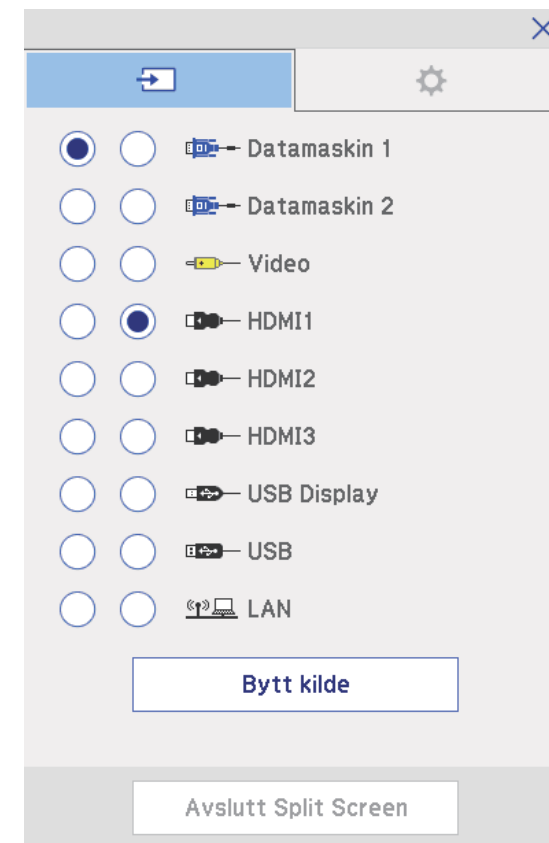 Datamaskin 1
Datamaskin 2
Video
HDMI1
HDMI2
HDMI3
USB Display
USB
LAN
Bytt kilde
Avslutt Split Screen